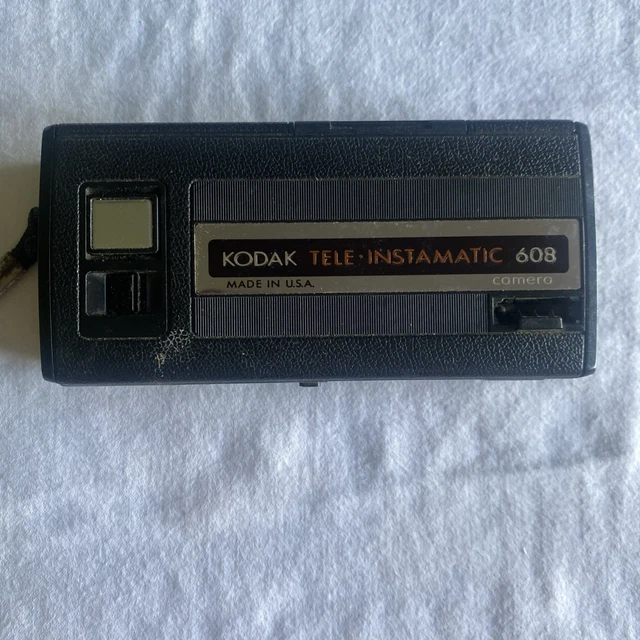 KODAK TELE·INSTAMATIC 608
MADE IN U.S.A. camera